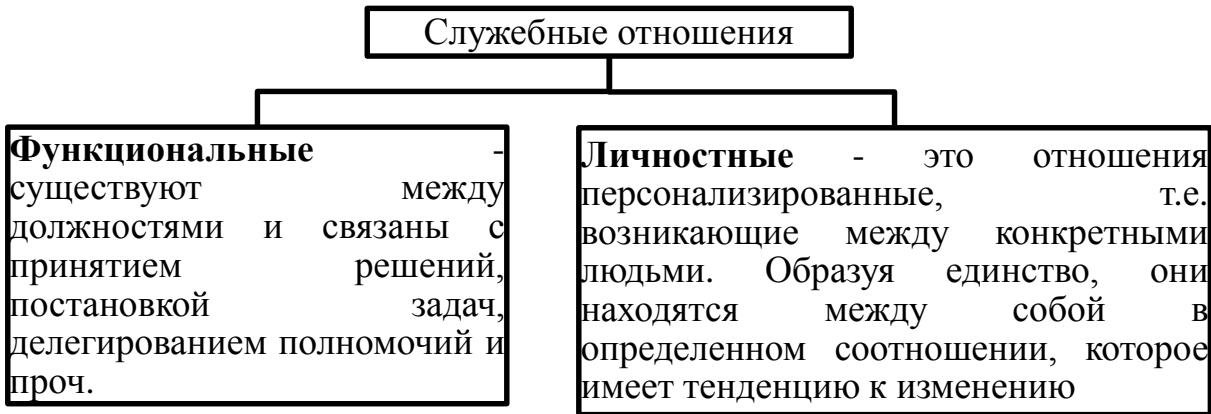 Служебные отношения
Функциональные -
существуют между
должностями и связаны с
принятием решений,
постановкой задач,
делегированием полномочий и
проч.
Личностные - это отношения
персонализированные, т.е.
возникающие между конкретными
людьми. Образуя единство, они
находятся между собой в
определенном соотношении, которое
имеет тенденцию к изменению